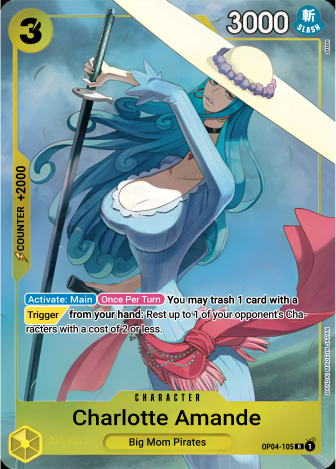 3
3000
斬
SLASH
COUNTER +2000
Activate: Main Once Per Turn You may trash 1 card with a
Trigger from your hand: Rest up to 1 of your opponent's Cha-
racters with a cost of 2 or less.
CHARACTER
Charlotte Amande
Big Mom Pirates
OP04-105 R 1